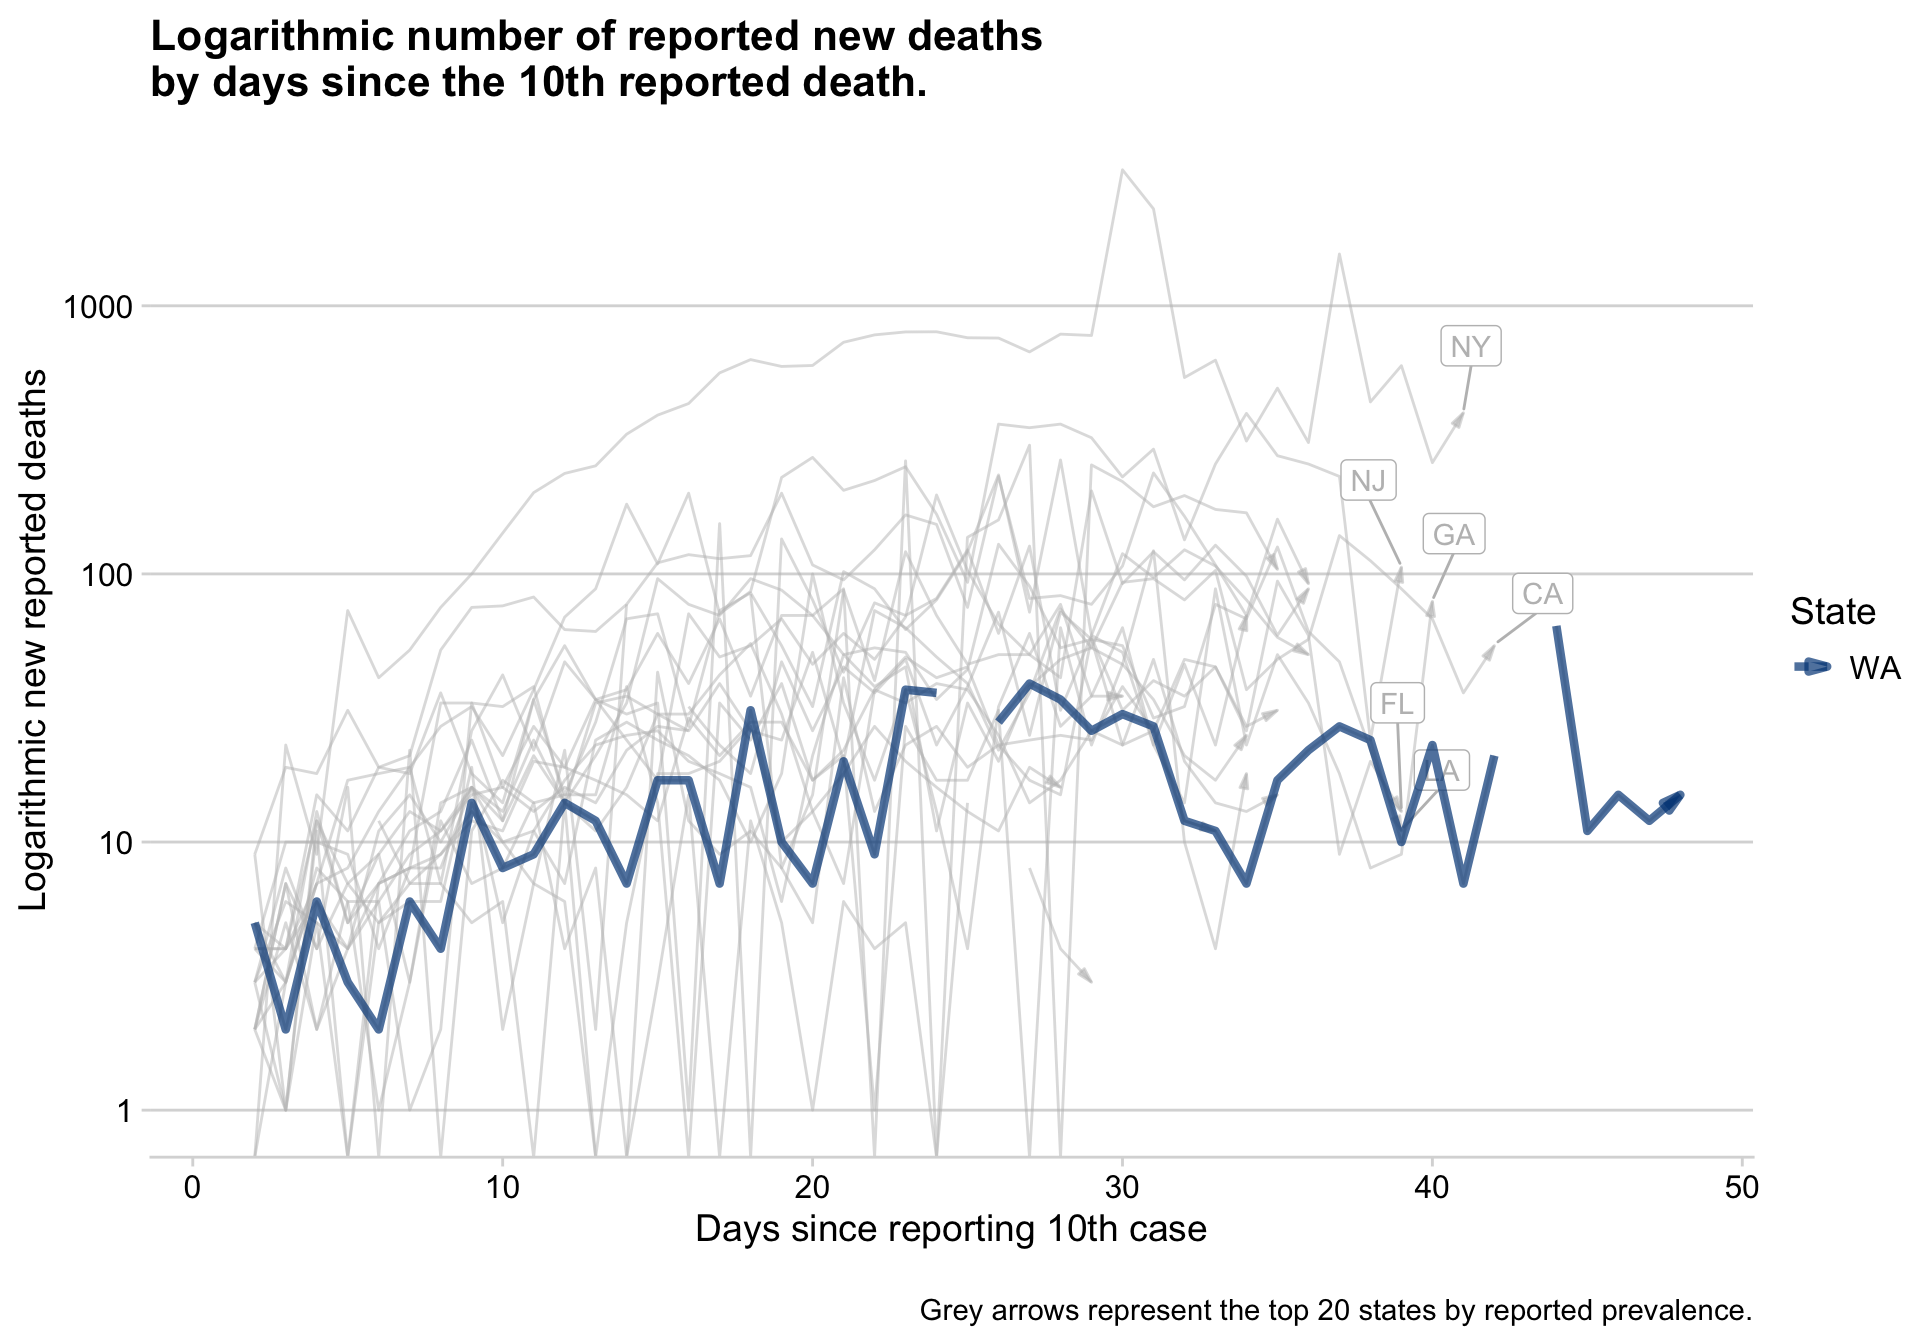 Logarithmic number of reported new deaths
by days since the 10th reported death.
Logarithmic new reported deaths
1000
100
10
1
NY
NJ
GA
CA
FL
LA
State
WA
0 10 20 30 40 50
Days since reporting 10th case
Grey arrows represent the top 20 states by reported prevalence.